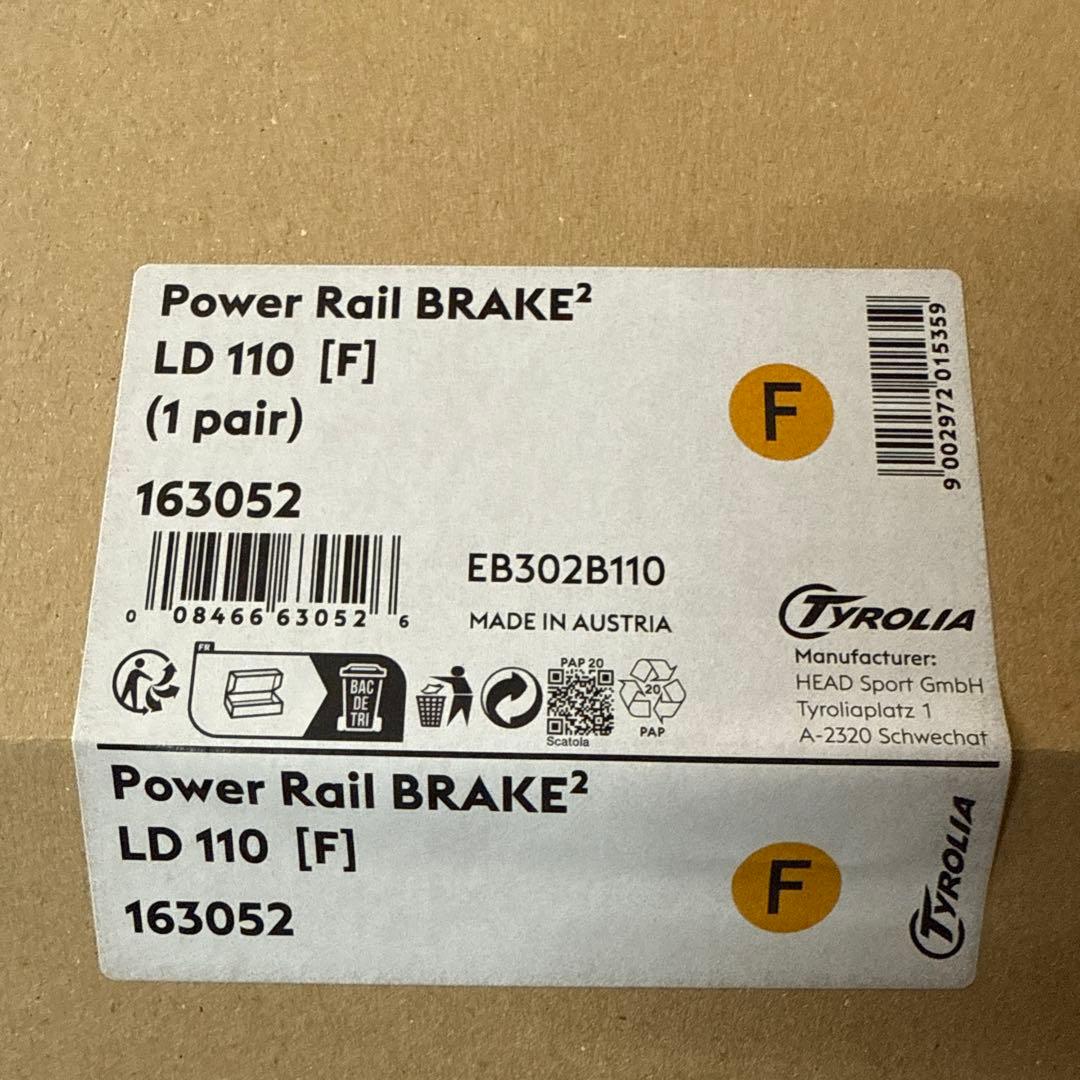 Power Rail BRAKE²
LD 110 [F]
(1 pair)
F
9 002972 015359
163052
0 08466 63052 6
EB302B110
MADE IN AUSTRIA
TYROLIA
Manufacturer:
HEAD Sport GmbH
Tyroliaplatz 1
A-2320 Schwechat
FR
BAC
DE
TRI
PAP 20
Scatola
20
PAP
Power Rail BRAKE²
LD 110 [F]
163052
F
TYROLIA